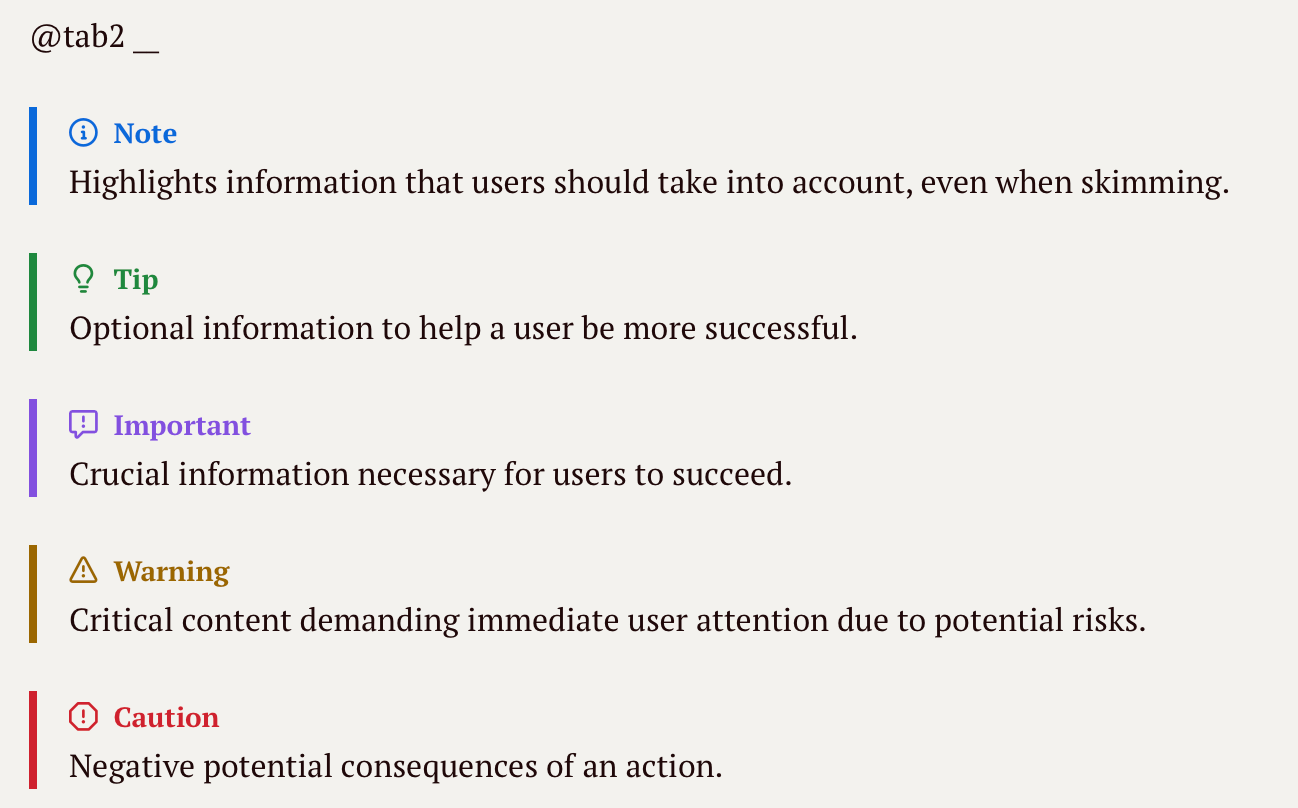 @tab2 __
Note
Highlights information that users should take into account, even when skimming.
Tip
Optional information to help a user be more successful.
Important
Crucial information necessary for users to succeed.
Warning
Critical content demanding immediate user attention due to potential risks.
Caution
Negative potential consequences of an action.